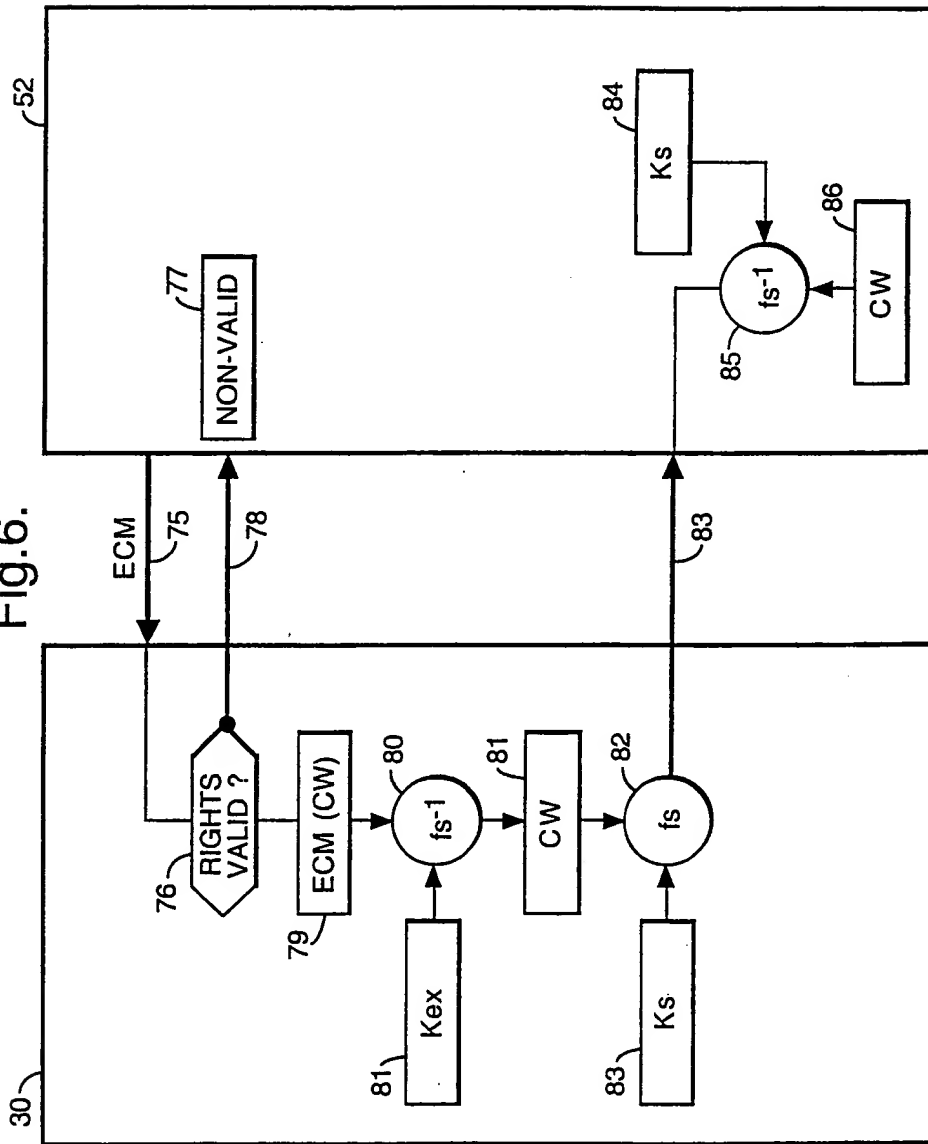 Fig.6.
30
52
ECM
75
RIGHTS
VALID ?
76
78
77
NON-VALID
ECM (CW)
79
80
fs-1
Kex
81
CW
81
82
fs
Ks
83
83
Ks
84
fs-1
85
CW
86